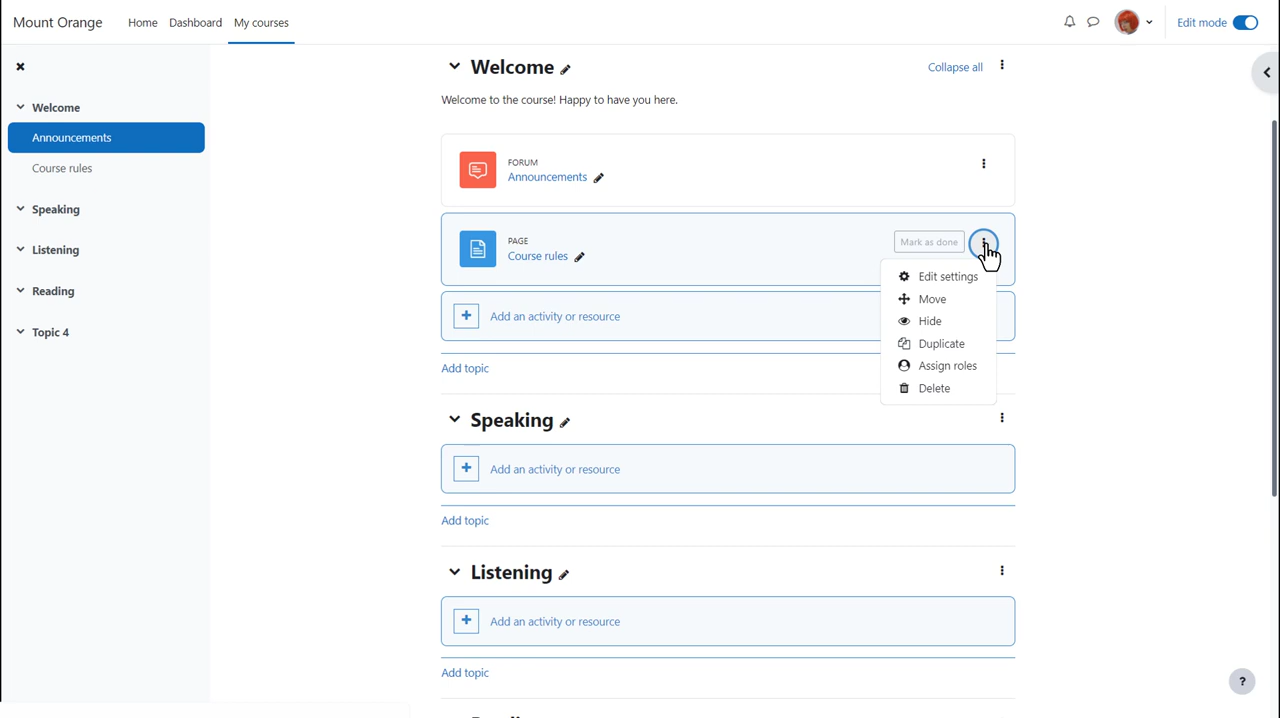 Mount Orange
Home
Dashboard
My courses
Edit mode
Welcome
Announcements
Course rules
Speaking
Listening
Reading
Topic 4
Welcome
Collapse all
Welcome to the course! Happy to have you here.
FORUM
Announcements
PAGE
Course rules
Mark as done
Edit settings
Move
Hide
Duplicate
Assign roles
Delete
Add an activity or resource
Add topic
Speaking
Add an activity or resource
Add topic
Listening
Add an activity or resource
Add topic
?